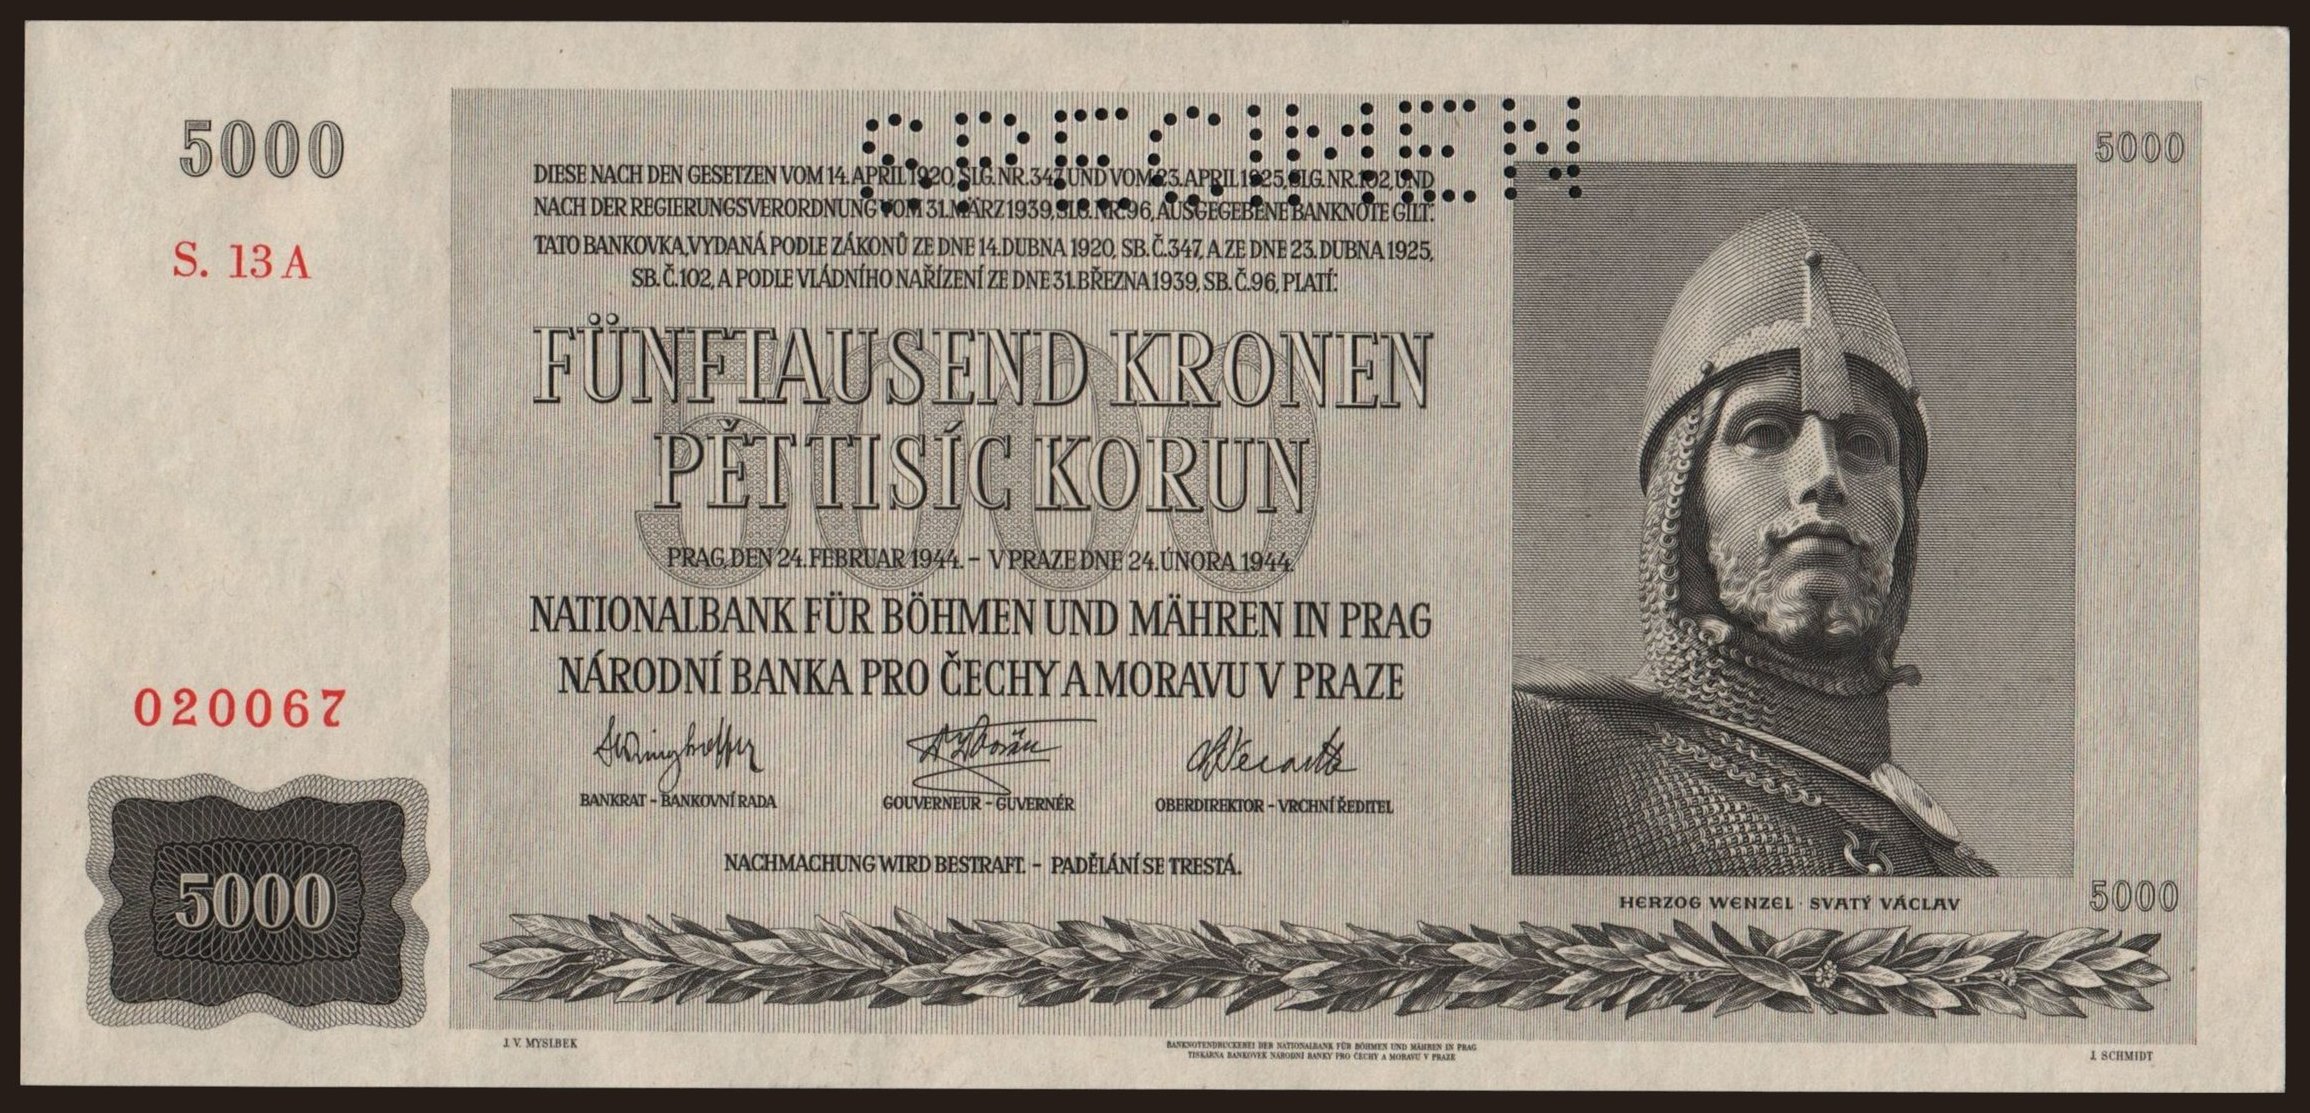 SPECIMEN
5000
5000
S. 13 A
DIESE NACH DEN GESETZEN VOM 14. APRIL 1920, SLG. NR. 347, UND VOM 23. APRIL 1925, SLG. NR. 102, UND
NACH DER REGIERUNGSVERORDNUNG VOM 31. MÄRZ 1939, SLG. NR. 96, AUSGEGEBENE BANKNOTE GILT:
TATO BANKOVKA, VYDANÁ PODLE ZÁKONŮ ZE DNE 14. DUBNA 1920, SB. Č. 347, A ZE DNE 23. DUBNA 1925,
SB. Č. 102, A PODLE VLÁDNÍHO NAŘÍZENÍ ZE DNE 31. BŘEZNA 1939, SB. Č. 96, PLATÍ:
FÜNFTAUSEND KRONEN
PĚT TISÍC KORUN
5000
PRAG, DEN 24. FEBRUAR 1944. – V PRAZE DNE 24. ÚNORA 1944.
NATIONALBANK FÜR BÖHMEN UND MÄHREN IN PRAG
NÁRODNÍ BANKA PRO ČECHY A MORAVU V PRAZE
020067
BANKRAT – BANKOVNÍ RADA
GOUVERNEUR – GUVERNÉR
OBERDIREKTOR – VRCHNÍ ŘEDITEL
NACHMACHUNG WIRD BESTRAFT. – PADĚLÁNÍ SE TRESTÁ.
5000
HERZOG WENZEL · SVATÝ VÁCLAV
5000
J. V. MYSLBEK
BANKNOTENDRUCKEREI DER NATIONALBANK FÜR BÖHMEN UND MÄHREN IN PRAG
TISKÁRNA BANKOVEK NÁRODNÍ BANKY PRO ČECHY A MORAVU V PRAZE
J. SCHMIDT